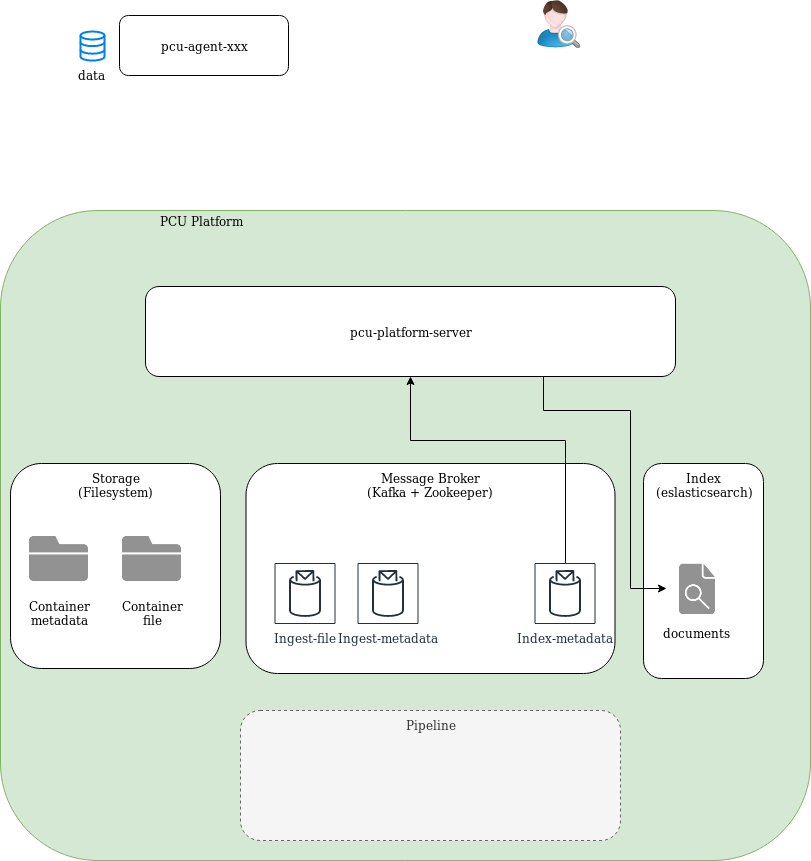 pcu-agent-xxx
data
PCU Platform
pcu-platform-server
Storage
(Filesystem)
Container
metadata
Container
file
Message Broker
(Kafka + Zookeeper)
Ingest-file
Ingest-metadata
Index-metadata
Index
(eslasticsearch)
documents
Pipeline